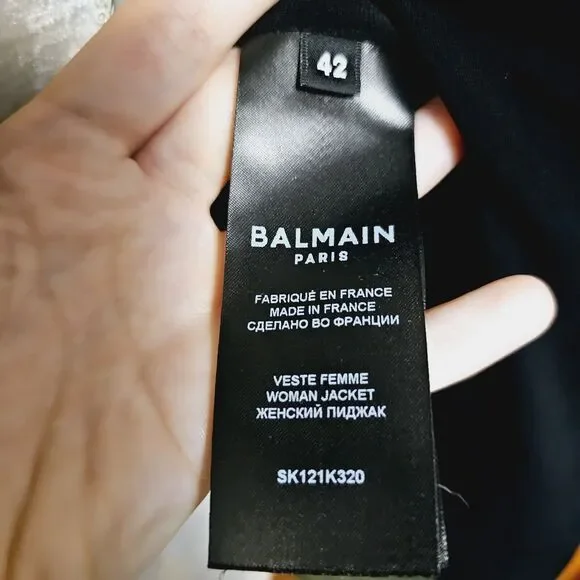 42
BALMAIN
PARIS
FABRIQUÉ EN FRANCE
MADE IN FRANCE
СДЕЛАНО ВО ФРАНЦИИ
VESTE FEMME
WOMAN JACKET
ЖЕНСКИЙ ПИДЖАК
SK121K320